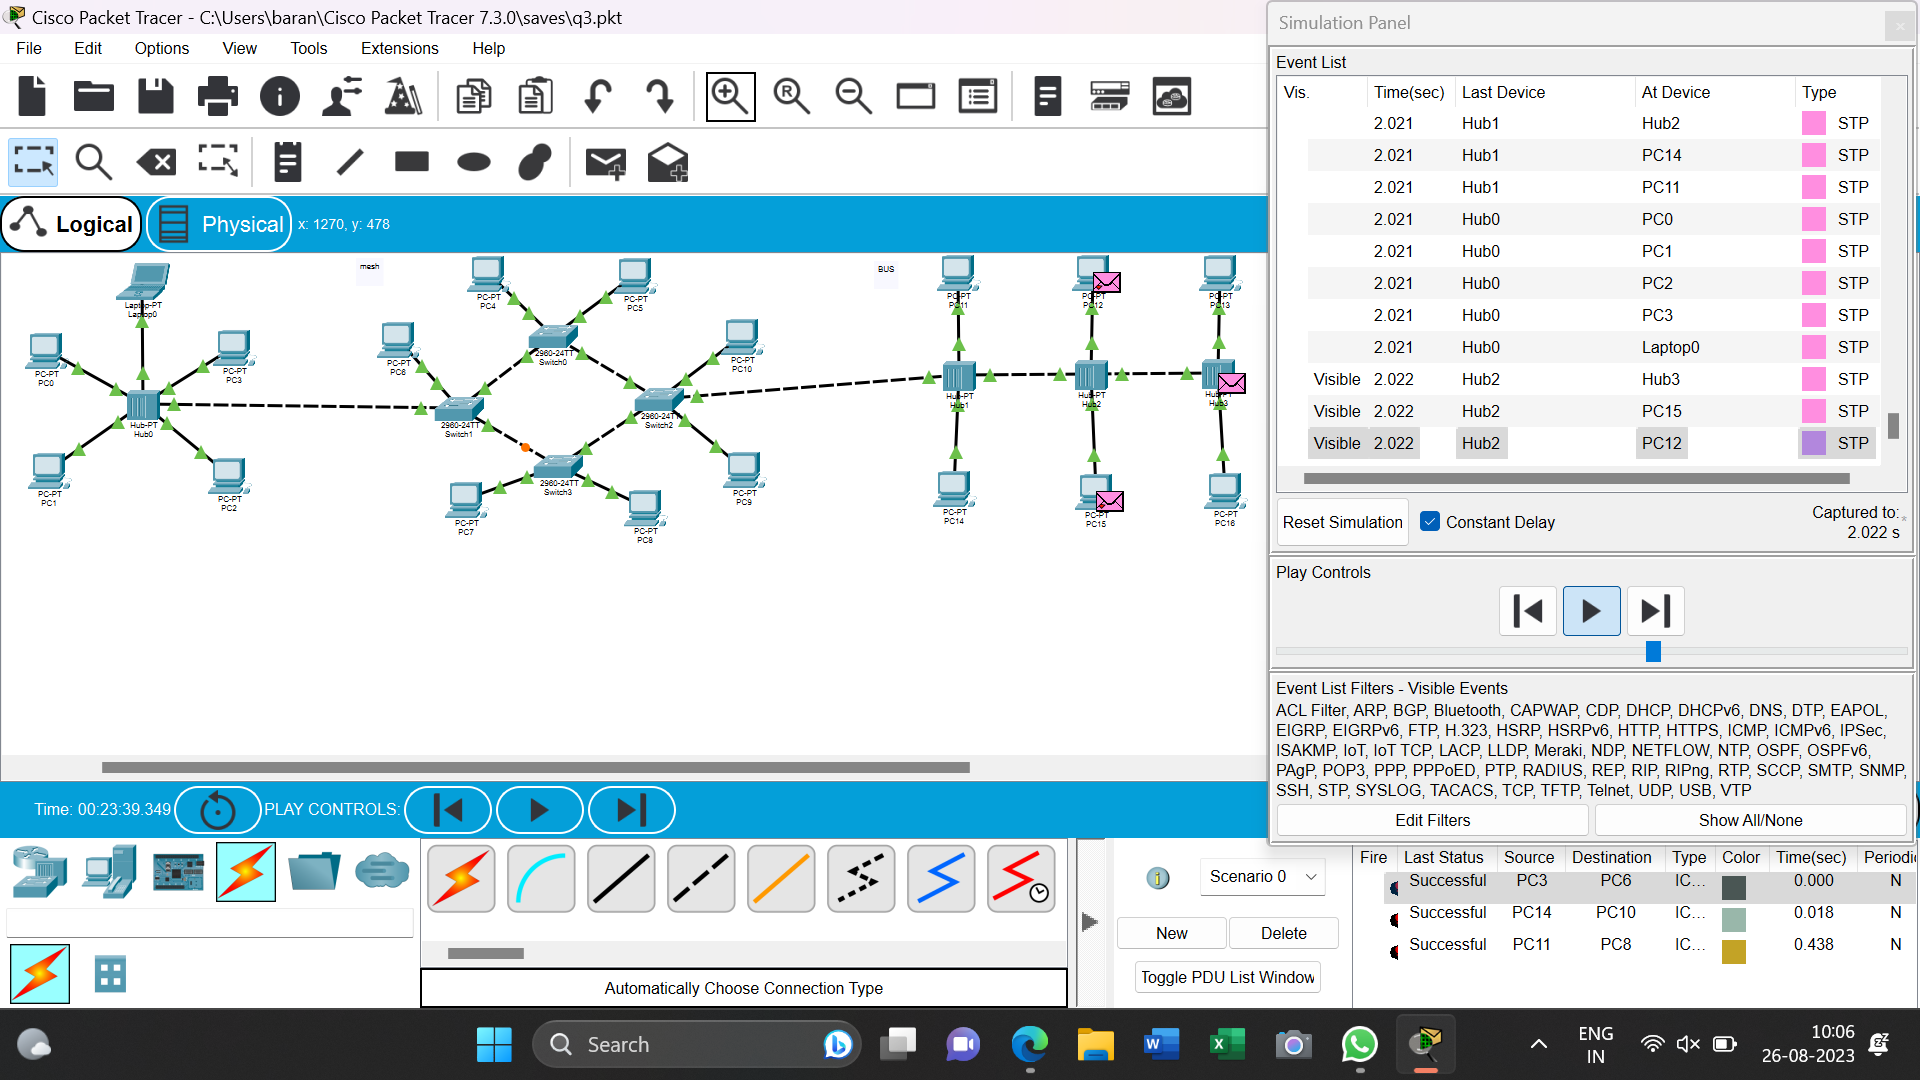 Cisco Packet Tracer - C:\Users\baran\Cisco Packet Tracer 7.3.0\saves\q3.pkt
File Edit Options View Tools Extensions Help
Logical Physical x: 1270, y: 478
mesh
BUS
Laptop-PT
Laptop0
PC-PT
PC0
PC-PT
PC3
Hub-PT
Hub0
PC-PT
PC1
PC-PT
PC2
PC-PT
PC4
PC-PT
PC5
PC-PT
PC6
2960-24TT
Switch0
PC-PT
PC10
2960-24TT
Switch1
2960-24TT
Switch2
2960-24TT
Switch3
PC-PT
PC7
PC-PT
PC8
PC-PT
PC9
PC-PT
PC11
PC-PT
PC12
PC-PT
PC13
Hub-PT
Hub1
Hub-PT
Hub2
Hub-PT
Hub3
PC-PT
PC14
PC-PT
PC15
PC-PT
PC16
Simulation Panel
Event List
Vis. Time(sec) Last Device At Device Type
2.021 Hub1 Hub2 STP
2.021 Hub1 PC14 STP
2.021 Hub1 PC11 STP
2.021 Hub0 PC0 STP
2.021 Hub0 PC1 STP
2.021 Hub0 PC2 STP
2.021 Hub0 PC3 STP
2.021 Hub0 Laptop0 STP
Visible 2.022 Hub2 Hub3 STP
Visible 2.022 Hub2 PC15 STP
Visible 2.022 Hub2 PC12 STP
Reset Simulation Constant Delay Captured to:
2.022 s
Play Controls
Event List Filters - Visible Events
ACL Filter, ARP, BGP, Bluetooth, CAPWAP, CDP, DHCP, DHCPv6, DNS, DTP, EAPOL,
EIGRP, EIGRPv6, FTP, H.323, HSRP, HSRPv6, HTTP, HTTPS, ICMP, ICMPv6, IPSec,
ISAKMP, IoT, IoT TCP, LACP, LLDP, Meraki, NDP, NETFLOW, NTP, OSPF, OSPFv6,
PAgP, POP3, PPP, PPPoED, PTP, RADIUS, REP, RIP, RIPng, RTP, SCCP, SMTP, SNMP,
SSH, STP, SYSLOG, TACACS, TCP, TFTP, Telnet, UDP, USB, VTP
Edit Filters Show All/None
Time: 00:23:39.349 PLAY CONTROLS:
Automatically Choose Connection Type
Scenario 0
New Delete
Toggle PDU List Window
Fire Last Status Source Destination Type Color Time(sec) Periodic
Successful PC3 PC6 IC... 0.000 N
Successful PC14 PC10 IC... 0.018 N
Successful PC11 PC8 IC... 0.438 N
Search
ENG
IN
10:06
26-08-2023